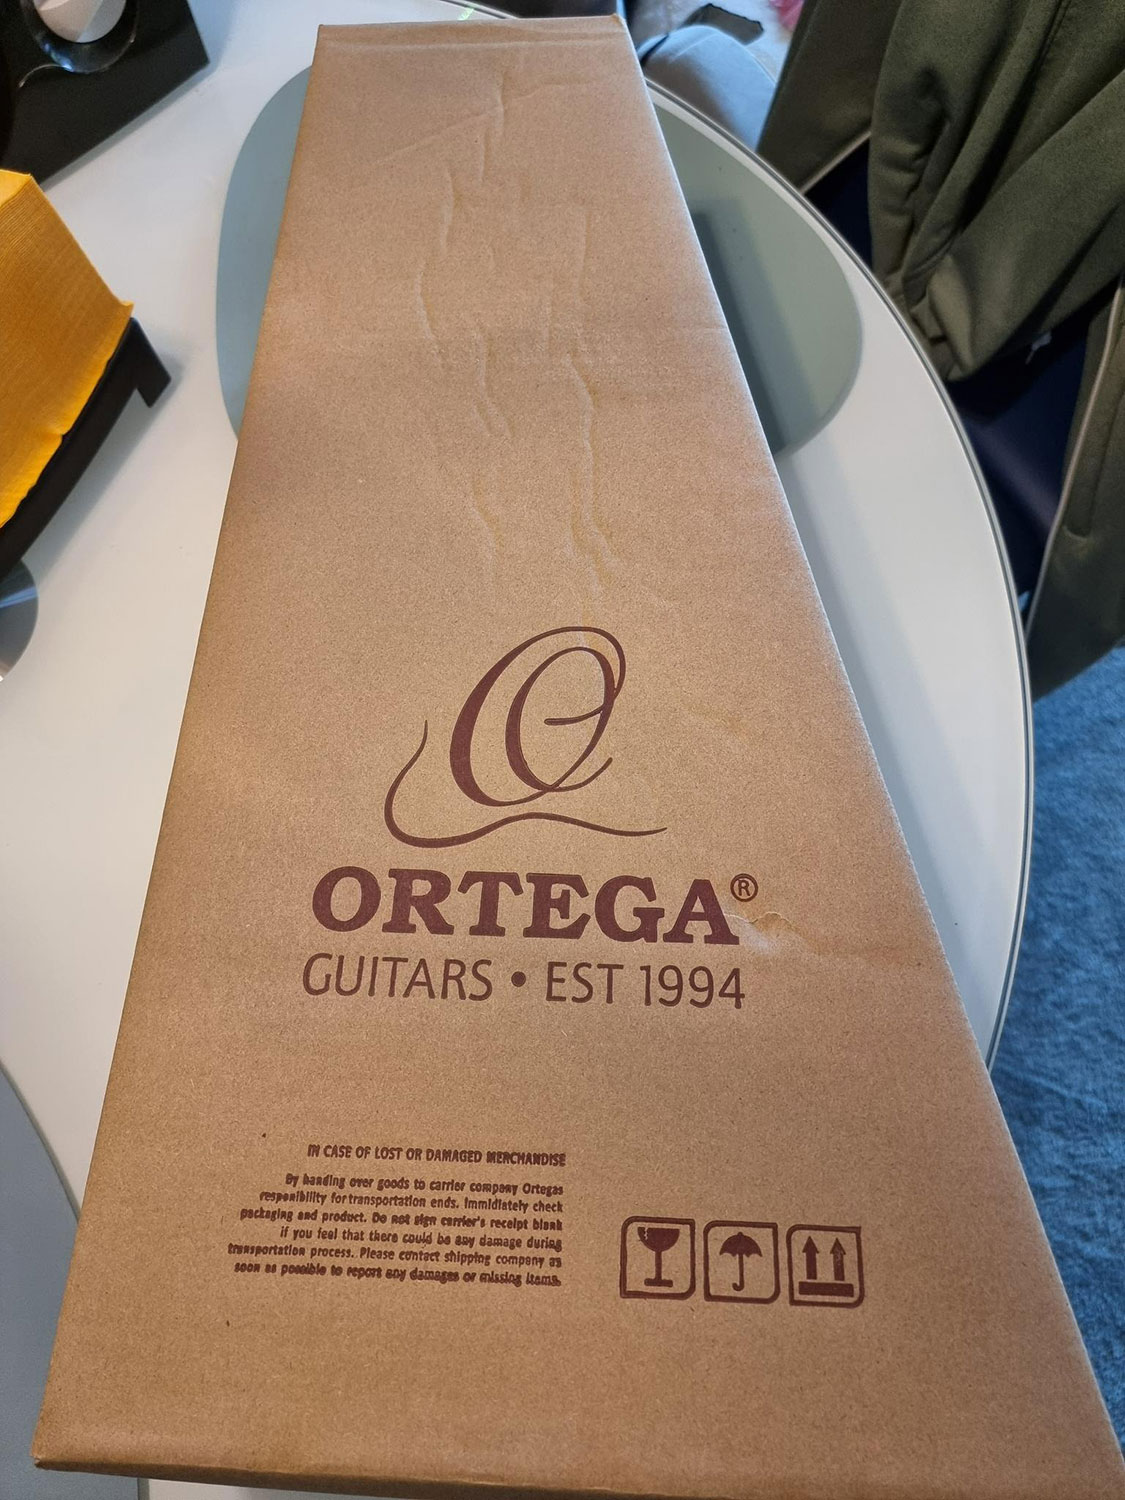 ORTEGA®
GUITARS • EST 1994
IN CASE OF LOST OR DAMAGED MERCHANDISE
By handing over goods to carrier company Ortegas
responibility for transportation ends. Immidiately check
packaging and product. Do not sign carrier's receipt blank
if you feel that there could be any damage during
transportation process. Please contact shipping company as
soon as possible to report any damages or missing items.